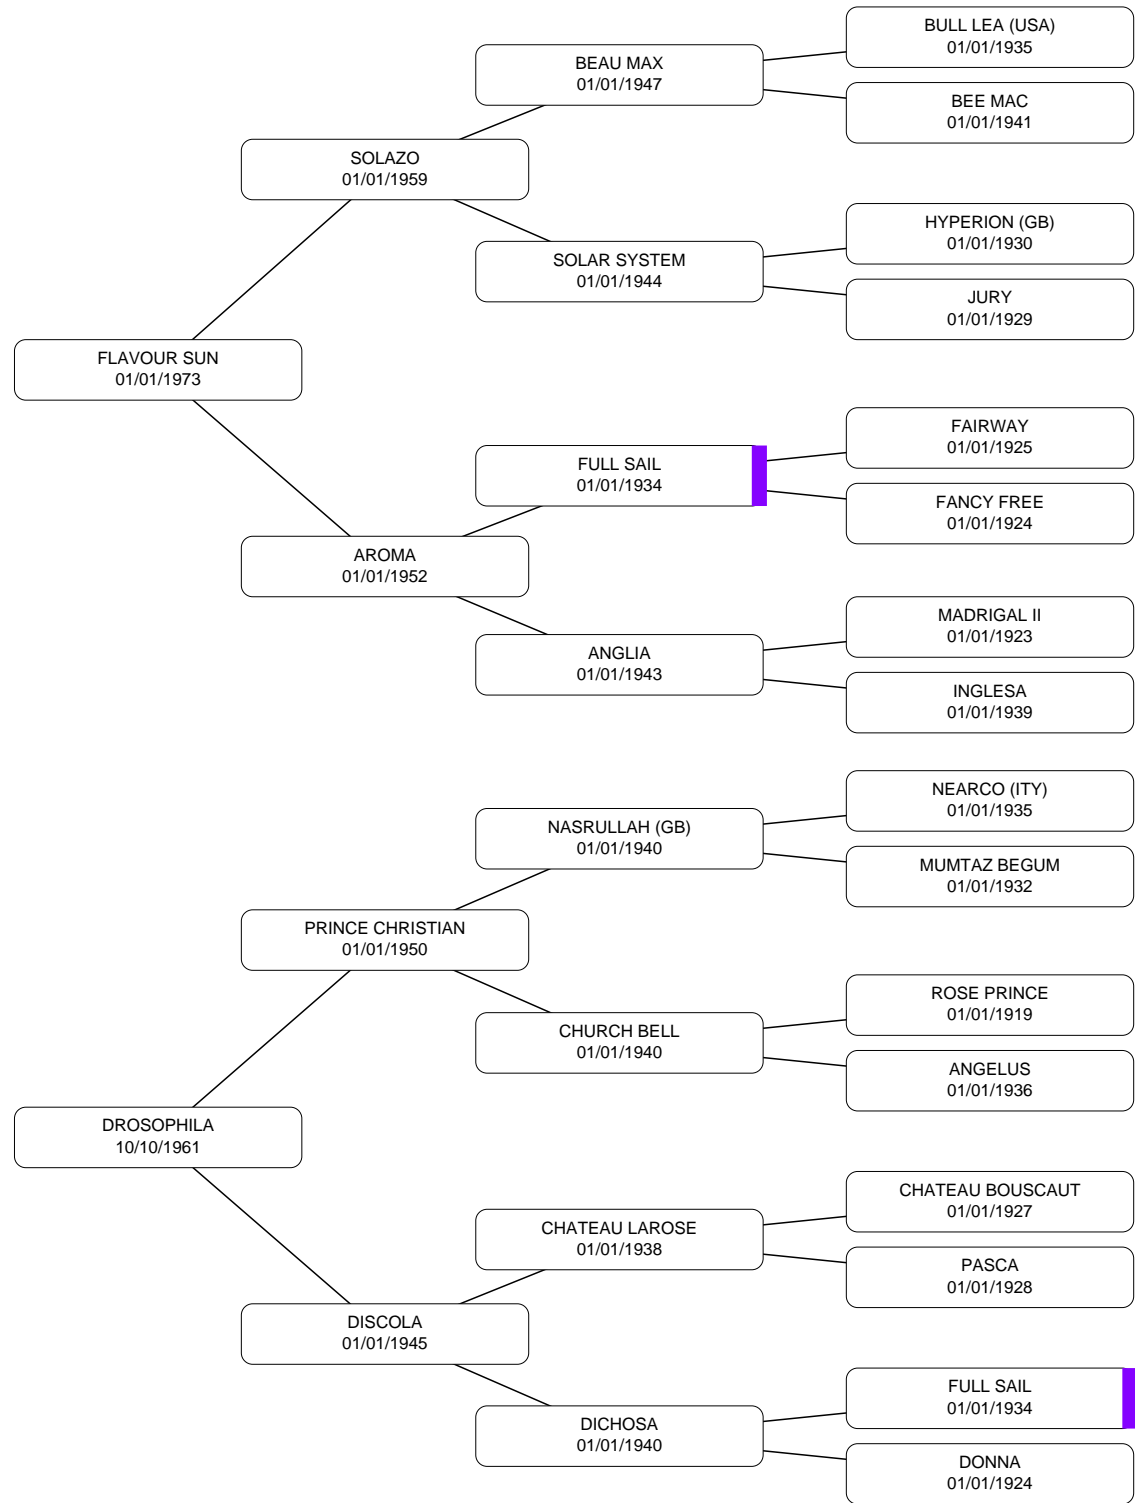 BULL LEA (USA)
01/01/1935
BEAU MAX
01/01/1947
BEE MAC
01/01/1941
SOLAZO
01/01/1959
HYPERION (GB)
01/01/1930
SOLAR SYSTEM
01/01/1944
JURY
01/01/1929
FLAVOUR SUN
01/01/1973
FAIRWAY
01/01/1925
FULL SAIL
01/01/1934
FANCY FREE
01/01/1924
AROMA
01/01/1952
MADRIGAL II
01/01/1923
ANGLIA
01/01/1943
INGLESA
01/01/1939
NEARCO (ITY)
01/01/1935
NASRULLAH (GB)
01/01/1940
MUMTAZ BEGUM
01/01/1932
PRINCE CHRISTIAN
01/01/1950
ROSE PRINCE
01/01/1919
CHURCH BELL
01/01/1940
ANGELUS
01/01/1936
DROSOPHILA
10/10/1961
CHATEAU BOUSCAUT
01/01/1927
CHATEAU LAROSE
01/01/1938
PASCA
01/01/1928
DISCOLA
01/01/1945
FULL SAIL
01/01/1934
DICHOSA
01/01/1940
DONNA
01/01/1924